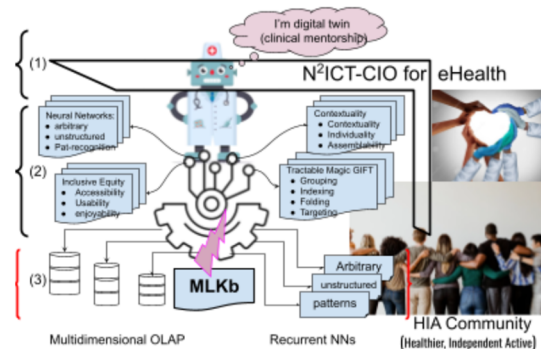 I'm digital twin
(clinical mentorship)
(1)
N²ICT-CIO for eHealth
Neural Networks:
arbitrary
unstructured
Pat-recognition
Contextuality
Contextuality
Individuality
Assemblability
(2)
Inclusive Equity
Accessibility
Usability
enjoyability
Tractable Magic GIFT
Grouping
Indexing
Folding
Targeting
(3)
MLKb
Arbitrary
unstructured
patterns
Multidimensional OLAP
Recurrent NNs
HIA Community
(Healthier, Independent Active)